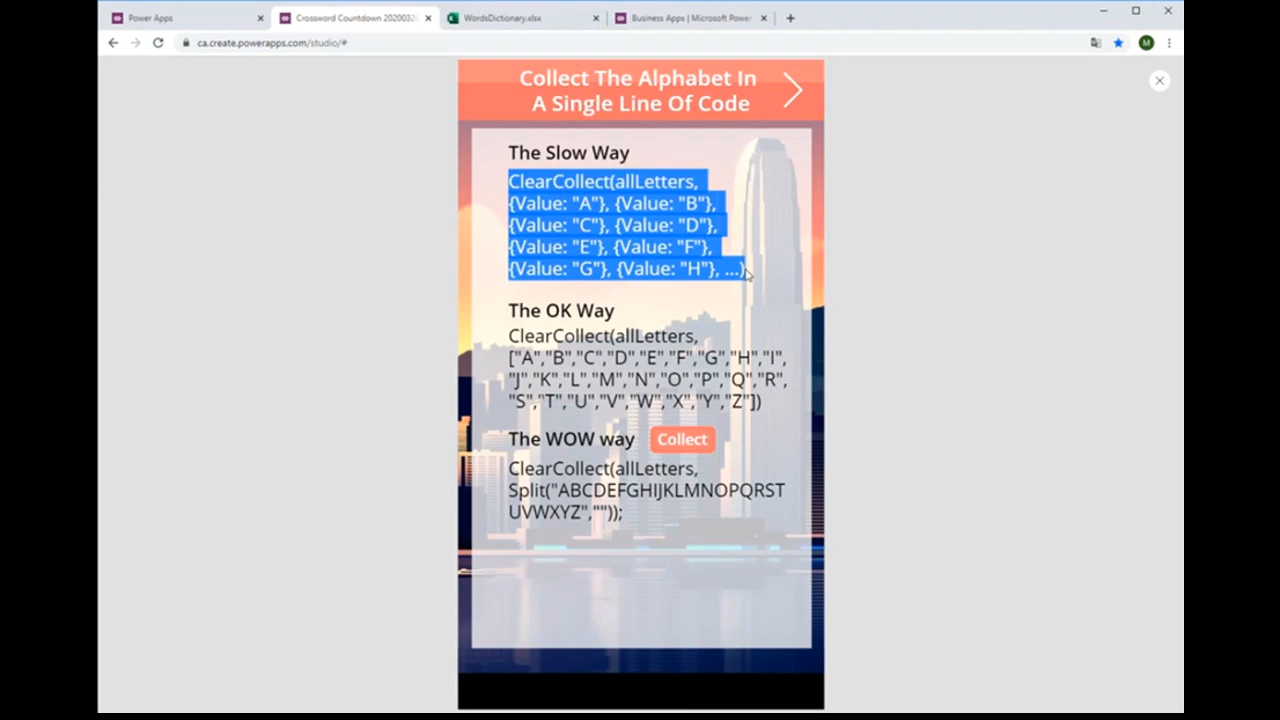 Power Apps
Crossword Countdown 2020032
WordsDictionary.xlsx
Business Apps | Microsoft Power
ca.create.powerapps.com/studio/#
M
Collect The Alphabet In
A Single Line Of Code
The Slow Way
ClearCollect(allLetters,
{Value: "A"}, {Value: "B"},
{Value: "C"}, {Value: "D"},
{Value: "E"}, {Value: "F"},
{Value: "G"}, {Value: "H"}, ...)
The OK Way
ClearCollect(allLetters,
["A","B","C","D","E","F","G","H","I",
"J","K","L","M","N","O","P","Q","R",
"S","T","U","V","W","X","Y","Z"])
The WOW way Collect
ClearCollect(allLetters,
Split("ABCDEFGHIJKLMNOPQRST
UVWXYZ",""));